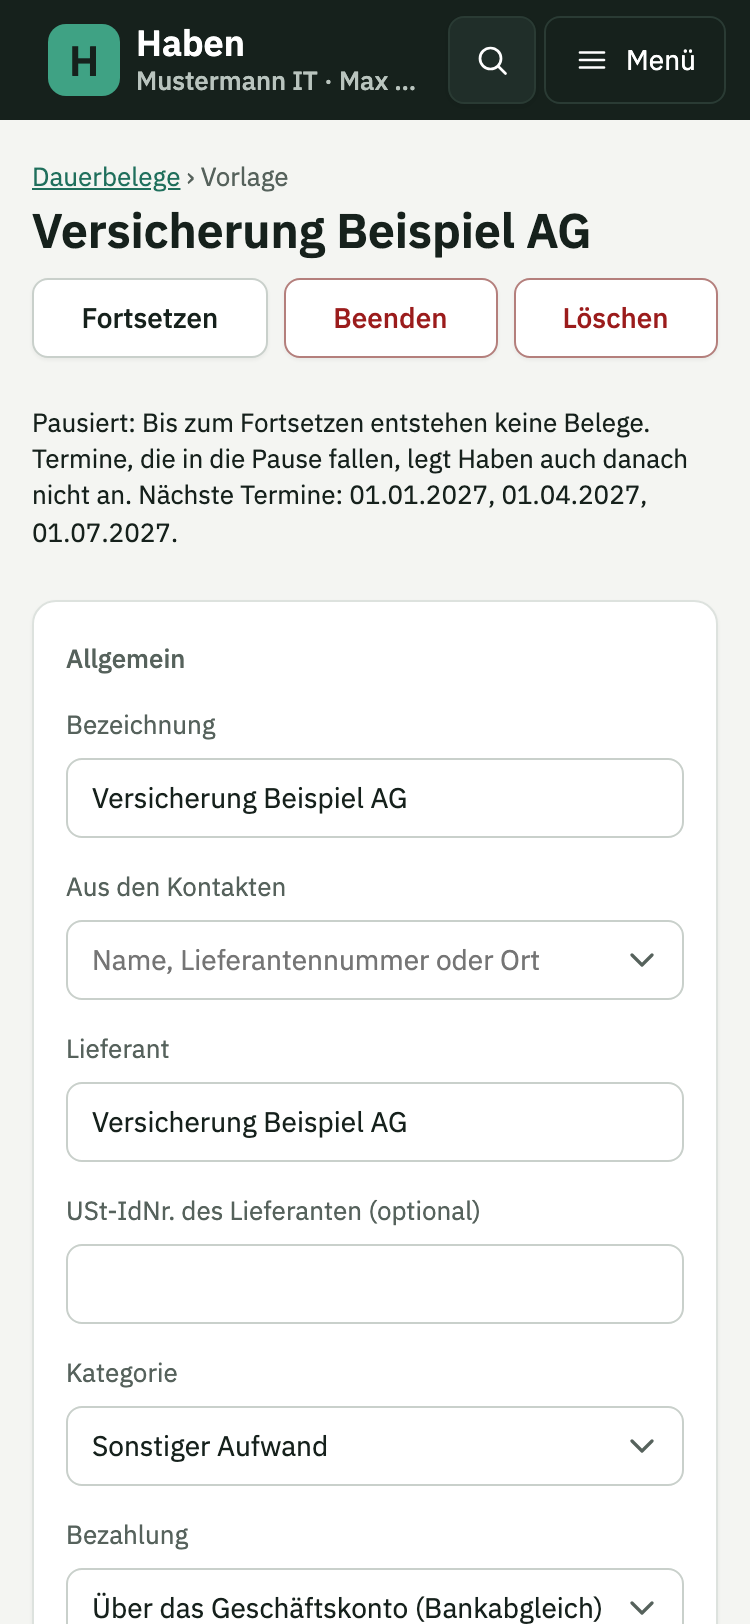 H
Haben
Mustermann IT · Max ...
Menü
Dauerbelege › Vorlage
Versicherung Beispiel AG
Fortsetzen
Beenden
Löschen
Pausiert: Bis zum Fortsetzen entstehen keine Belege.
Termine, die in die Pause fallen, legt Haben auch danach
nicht an. Nächste Termine: 01.01.2027, 01.04.2027,
01.07.2027.
Allgemein
Bezeichnung
Versicherung Beispiel AG
Aus den Kontakten
Name, Lieferantennummer oder Ort
Lieferant
Versicherung Beispiel AG
USt-IdNr. des Lieferanten (optional)
Kategorie
Sonstiger Aufwand
Bezahlung
Über das Geschäftskonto (Bankabgleich)